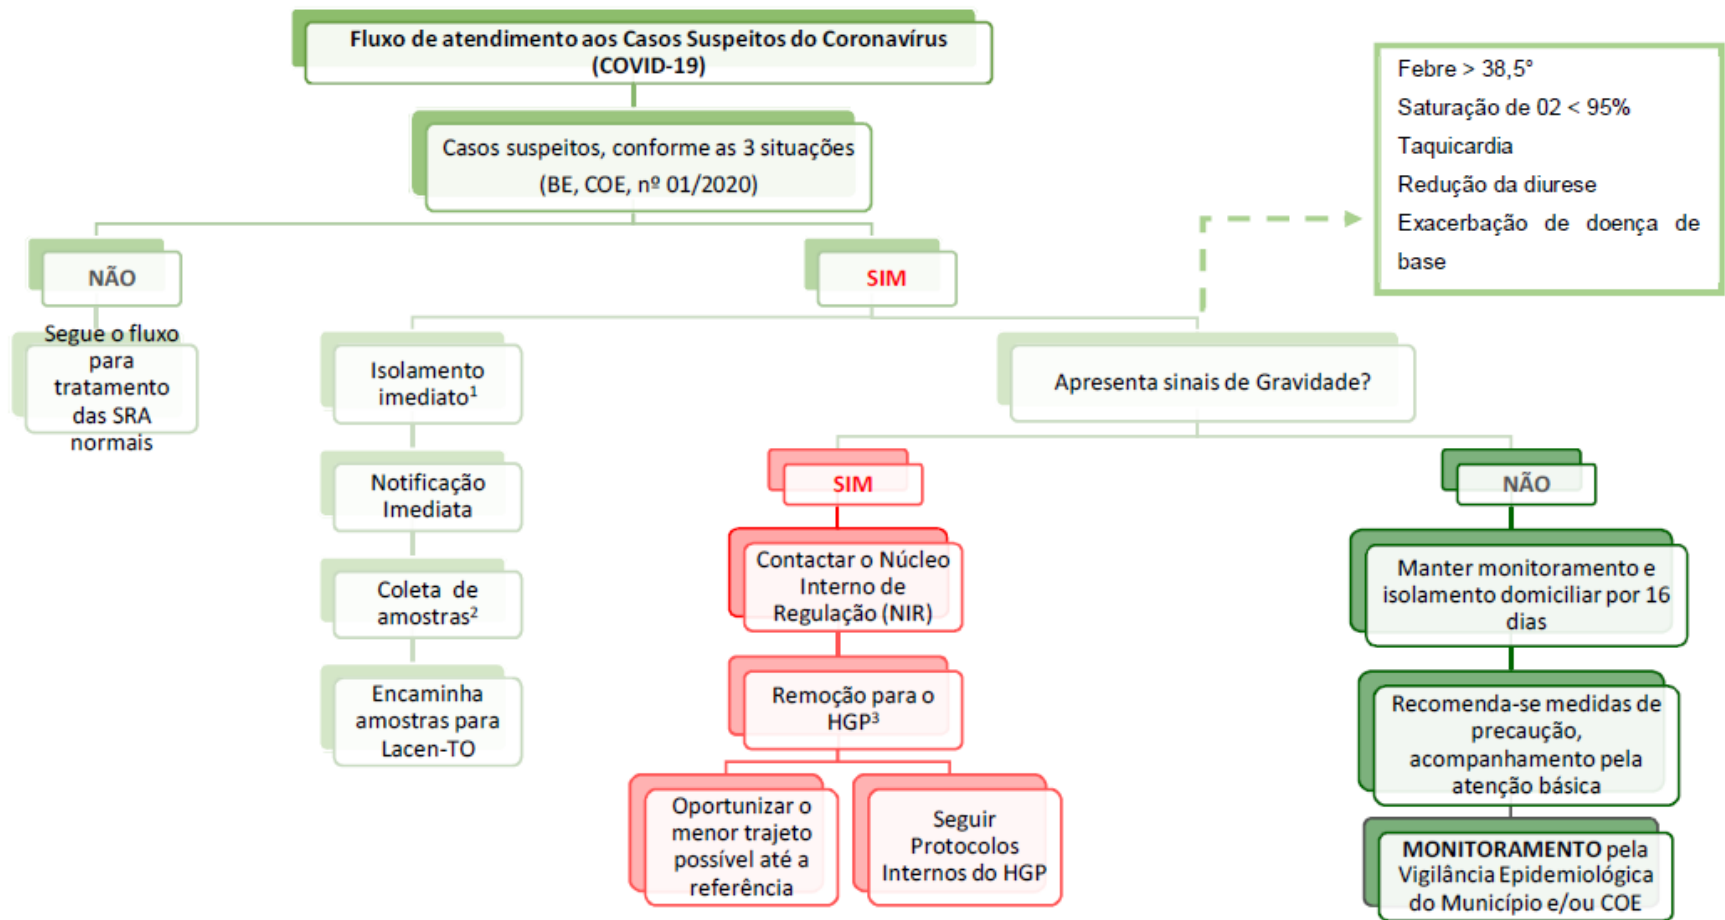 Fluxo de atendimento aos Casos Suspeitos do Coronavírus
(COVID-19)
Casos suspeitos, conforme as 3 situações
(BE, COE, nº 01/2020)
Febre > 38,5°
Saturação de 02 < 95%
Taquicardia
Redução da diurese
Exacerbação de doença de
base
NÃO
Segue o fluxo
para
tratamento
das SRA
normais
SIM
Isolamento
imediato¹
Notificação
Imediata
Coleta de
amostras²
Encaminha
amostras para
Lacen-TO
Apresenta sinais de Gravidade?
SIM
Contactar o Núcleo
Interno de
Regulação (NIR)
Remoção para o
HGP³
Oportunizar o
menor trajeto
possível até a
referência
Seguir
Protocolos
Internos do HGP
NÃO
Manter monitoramento e
isolamento domiciliar por 16
dias
Recomenda-se medidas de
precaução,
acompanhamento pela
atenção básica
MONITORAMENTO pela
Vigilância Epidemiológica
do Município e/ou COE